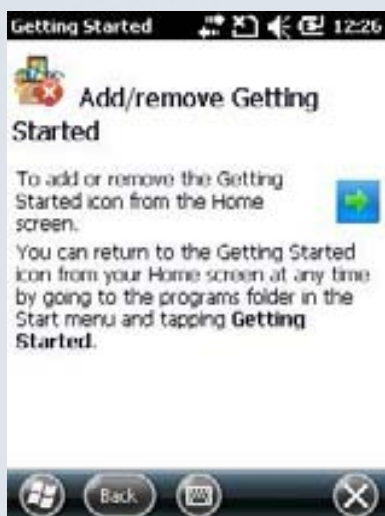 Getting Started 12:26
Add/remove Getting
Started
To add or remove the Getting
Started icon from the Home
screen.
You can return to the Getting Started
icon from your Home screen at any time
by going to the programs folder in the
Start menu and tapping Getting
Started.
Back